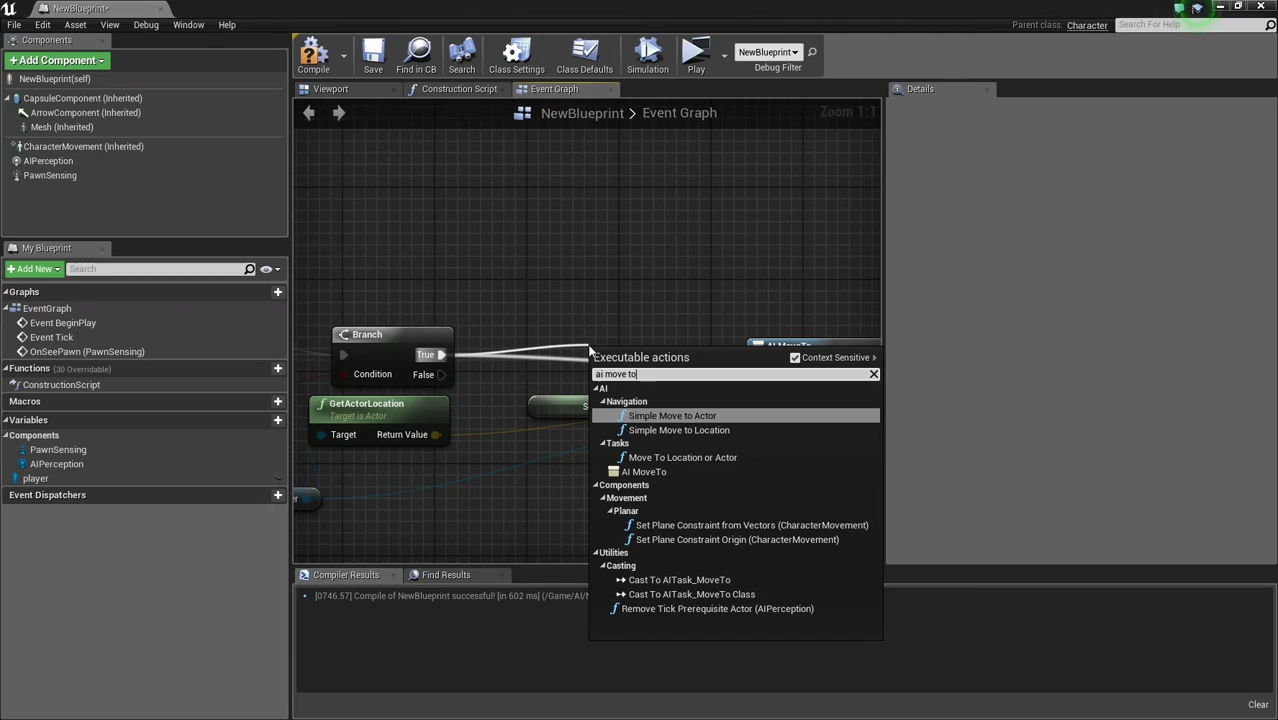 NewBlueprint*
File Edit Asset View Debug Window Help
Parent class: Character Search For Help
Components
+Add Component
NewBlueprint(self)
CapsuleComponent (Inherited)
ArrowComponent (Inherited)
Mesh (Inherited)
CharacterMovement (Inherited)
AIPerception
PawnSensing
My Blueprint
+Add New Search
Graphs
EventGraph
Event BeginPlay
Event Tick
OnSeePawn (PawnSensing)
Functions (30 Overridable)
ConstructionScript
Macros
Variables
Components
PawnSensing
AIPerception
player
Event Dispatchers
Compile Save Find in CB Search Class Settings Class Defaults Simulation Play
NewBlueprint
Debug Filter
Viewport Construction Script Event Graph
NewBlueprint > Event Graph Zoom 1:1
Branch
True
Condition False
GetActorLocation
Target is Actor
Target Return Value
AI MoveTo
Executable actions Context Sensitive
ai move to
AI
Navigation
Simple Move to Actor
Simple Move to Location
Tasks
Move To Location or Actor
AI MoveTo
Components
Movement
Planar
Set Plane Constraint from Vectors (CharacterMovement)
Set Plane Constraint Origin (CharacterMovement)
Utilities
Casting
Cast To AITask_MoveTo
Cast To AITask_MoveTo Class
Remove Tick Prerequisite Actor (AIPerception)
Compiler Results Find Results
[0746.57] Compile of NewBlueprint successful! [in 602 ms] (/Game/AI/
Clear
Details